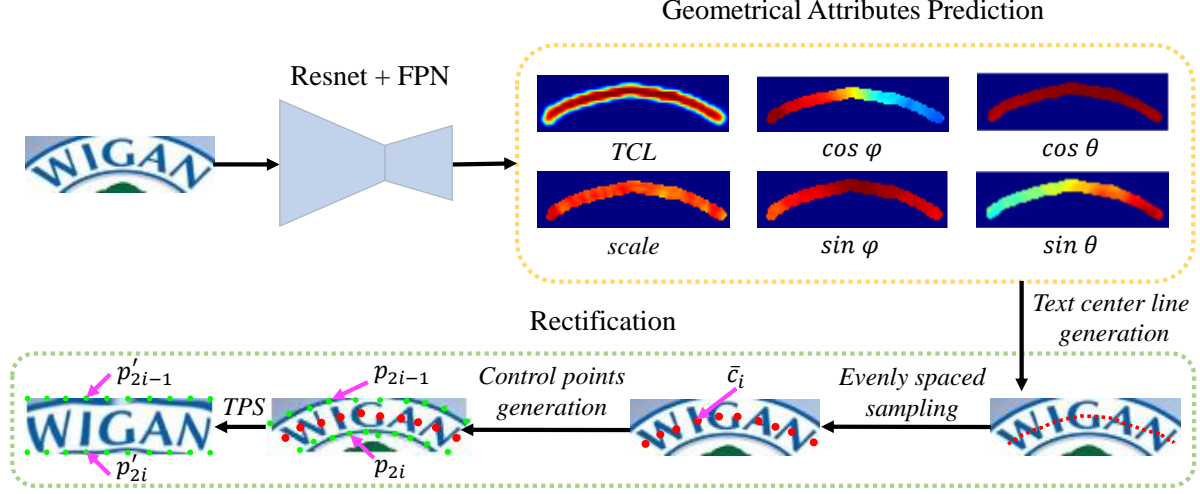 Geometrical Attributes Prediction
Resnet + FPN
WIGAN
TCL
cos φ
cos θ
scale
sin φ
sin θ
Text center line
generation
Rectification
p′₂ᵢ₋₁
p₂ᵢ₋₁
Control points
generation
c̄ᵢ
Evenly spaced
sampling
WIGAN
TPS
WIGAN
WIGAN
WIGAN
p′₂ᵢ
p₂ᵢ